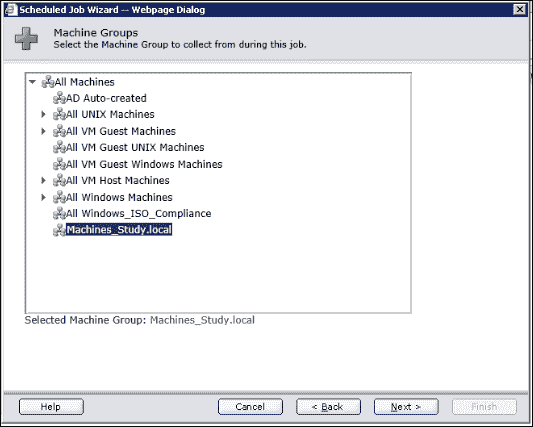 Scheduled Job Wizard -- Webpage Dialog
Machine Groups
Select the Machine Group to collect from during this job.
All Machines
AD Auto-created
All UNIX Machines
All VM Guest Machines
All VM Guest UNIX Machines
All VM Guest Windows Machines
All VM Host Machines
All Windows Machines
All Windows_ISO_Compliance
Machines_Study.local
Selected Machine Group: Machines_Study.local
Help Cancel < Back Next > Finish